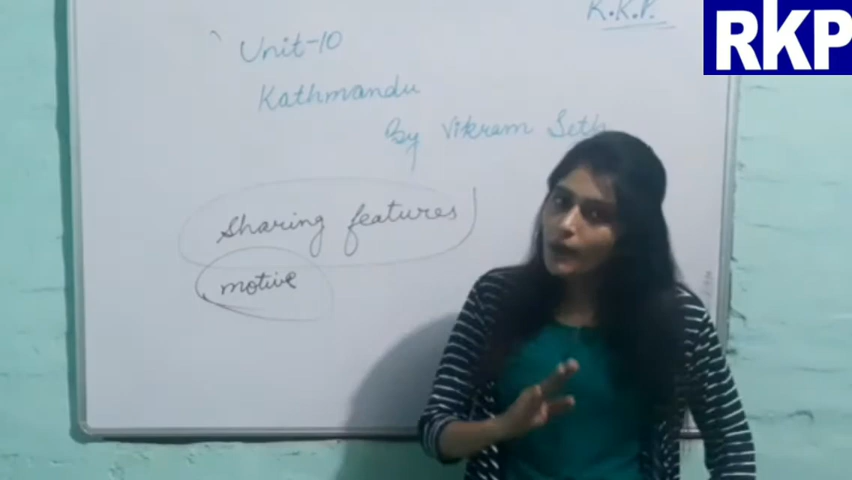 R.K.P.
RKP
Unit-10
Kathmandu
By Vikram Seth
Sharing features
motive